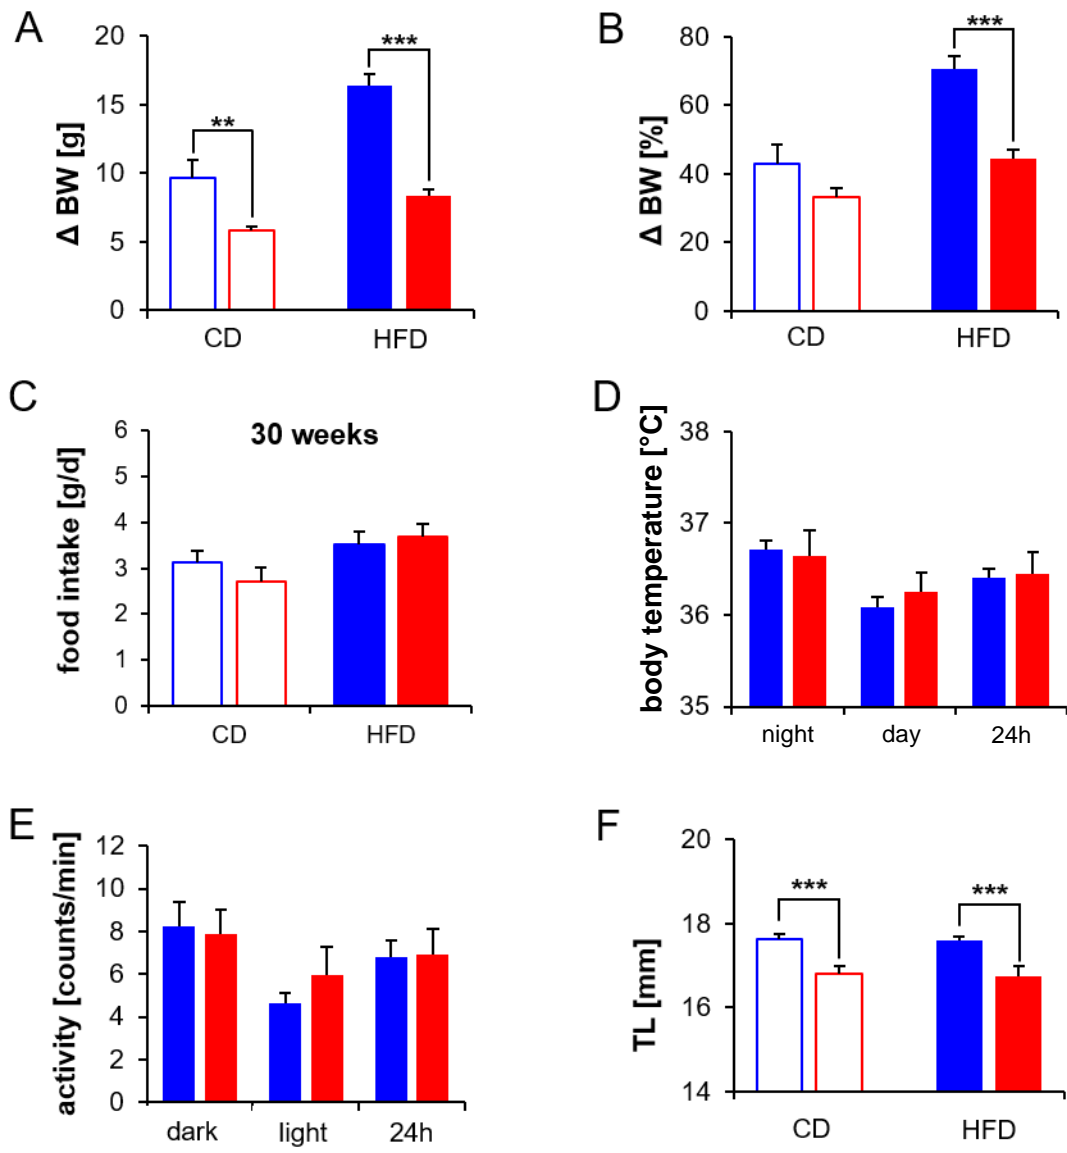 A
Δ BW [g]
20
15
10
5
0
**
***
CD
HFD
B
Δ BW [%]
80
60
40
20
0
***
CD
HFD
C
food intake [g/d]
30 weeks
6
5
4
3
2
1
0
CD
HFD
D
body temperature [°C]
38
37
36
35
night
day
24h
E
activity [counts/min]
12
10
8
6
4
2
0
dark
light
24h
F
TL [mm]
20
18
16
14
***
***
CD
HFD